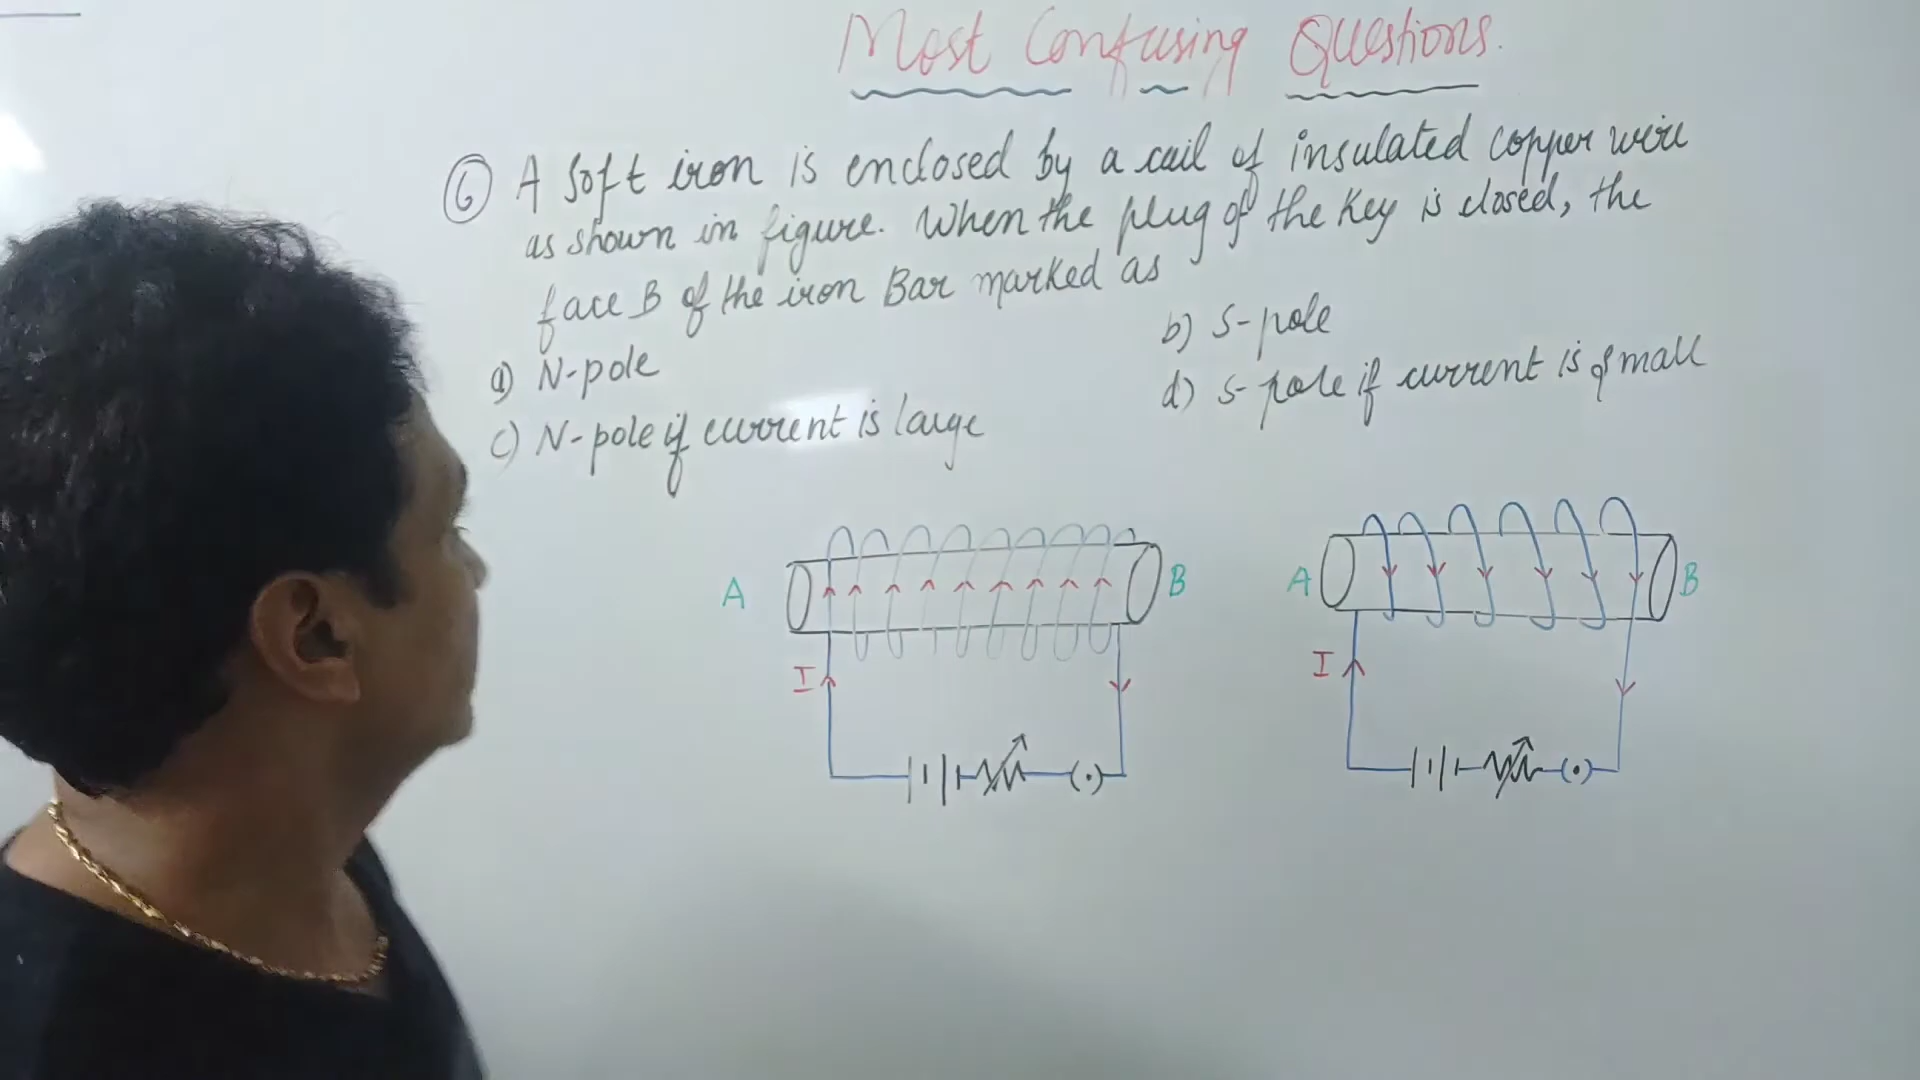 Most Confusing Questions.
6 A Soft iron is enclosed by a coil of insulated copper wire
as shown in figure. When the plug of the Key is closed, the
face B of the iron Bar marked as
a) N-pole
b) S-pole
c) N-pole if current is large
d) S-pole if current is small
A B
A B
I
I